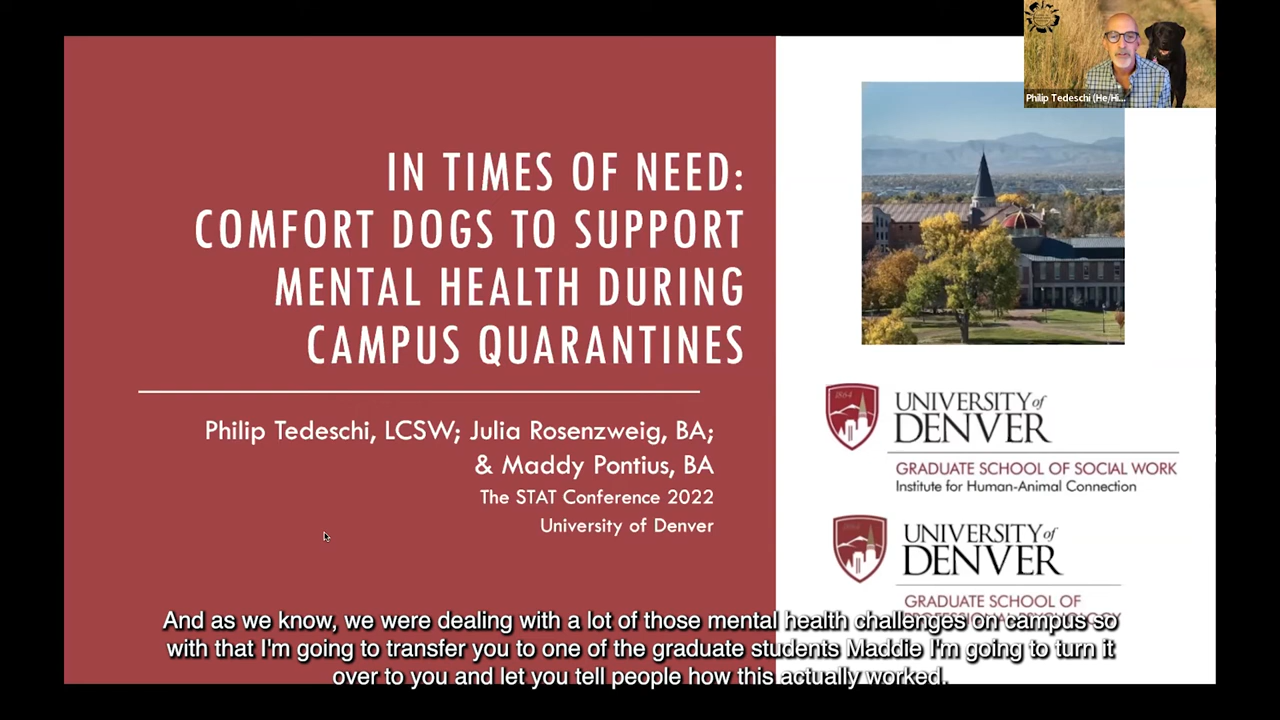 Philip Tedeschi (He/Hi...
IN TIMES OF NEED:
COMFORT DOGS TO SUPPORT
MENTAL HEALTH DURING
CAMPUS QUARANTINES
Philip Tedeschi, LCSW; Julia Rosenzweig, BA;
& Maddy Pontius, BA
The STAT Conference 2022
University of Denver
UNIVERSITY of
DENVER
GRADUATE SCHOOL OF SOCIAL WORK
Institute for Human-Animal Connection
UNIVERSITY of
DENVER
GRADUATE SCHOOL OF
PROFESSIONAL PSYCHOLOGY
And as we know, we were dealing with a lot of those mental health challenges on campus so
with that I'm going to transfer you to one of the graduate students Maddie I'm going to turn it
over to you and let you tell people how this actually worked.